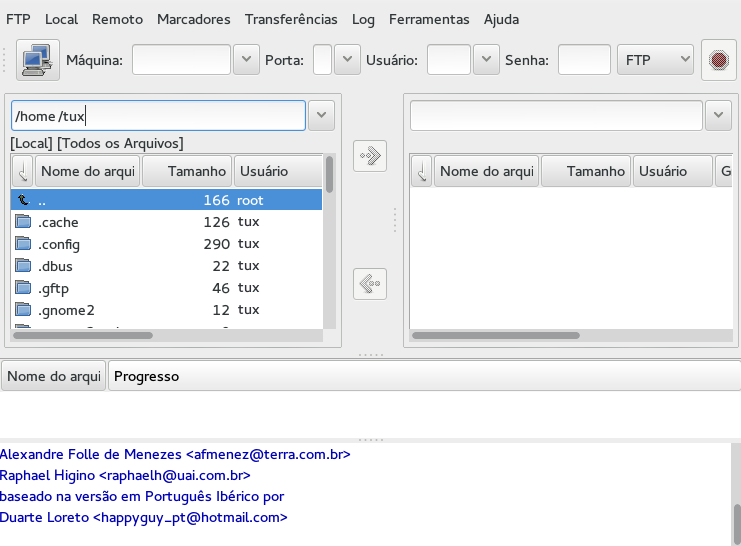 FTP Local Remoto Marcadores Transferências Log Ferramentas Ajuda
Máquina: Porta: Usuário: Senha: FTP
/home/tux
[Local] [Todos os Arquivos]
Nome do arqui Tamanho Usuário
Nome do arqui Tamanho Usuário G
.. 166 root
.cache 126 tux
.config 290 tux
.dbus 22 tux
.gftp 46 tux
.gnome2 12 tux
Nome do arqui Progresso
Alexandre Folle de Menezes <afmenez@terra.com.br>
Raphael Higino <raphaelh@uai.com.br>
baseado na versão em Português Ibérico por
Duarte Loreto <happyguy_pt@hotmail.com>